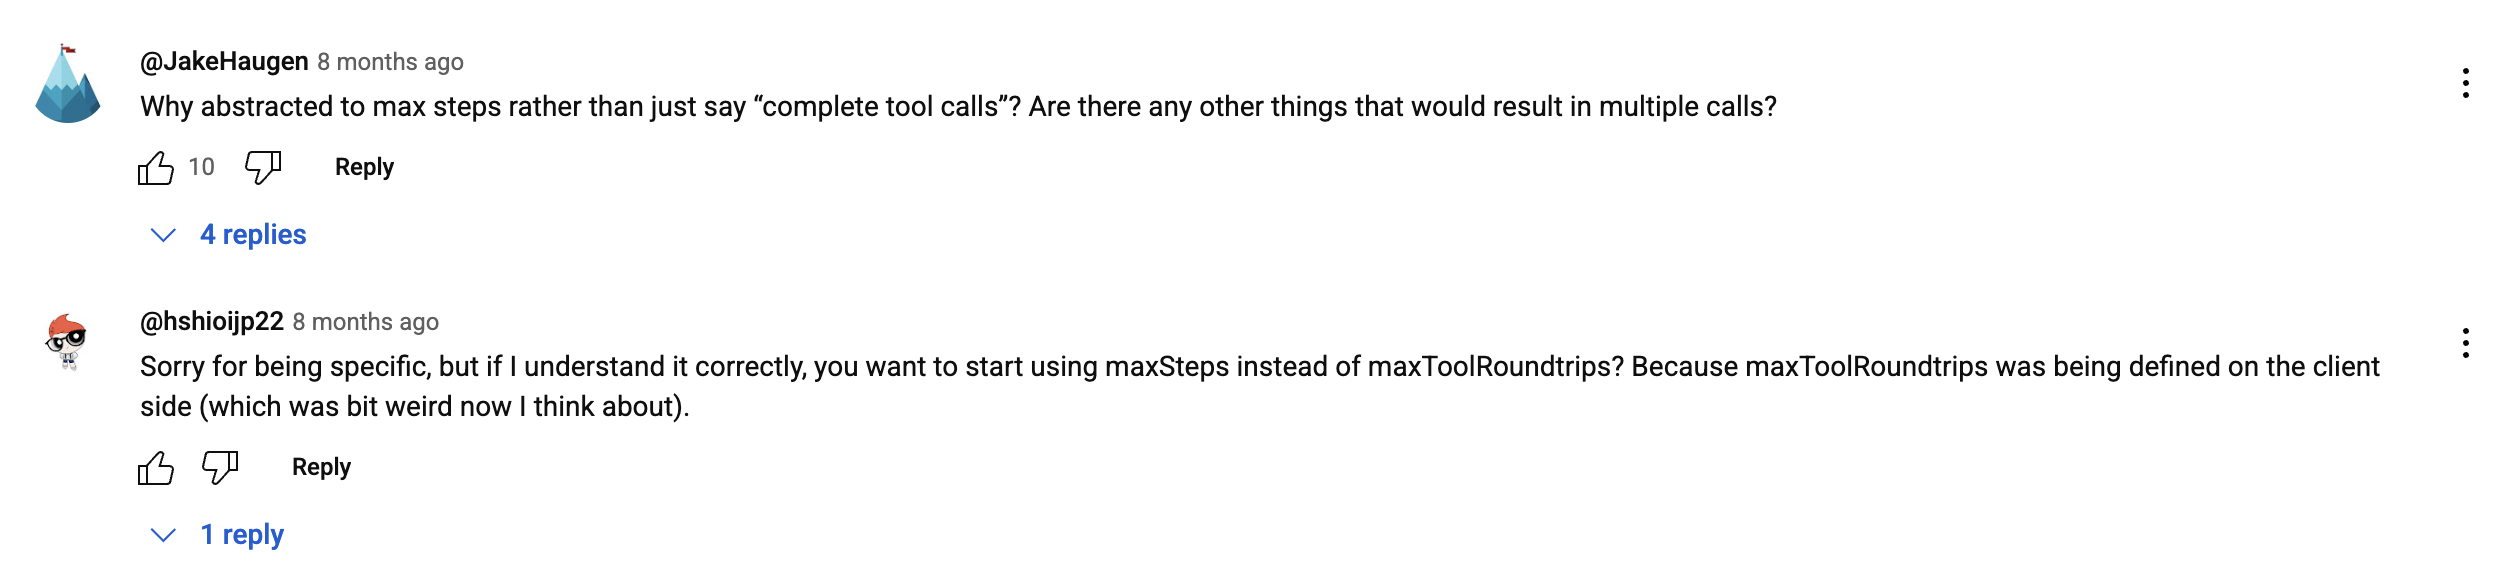 @JakeHaugen 8 months ago
Why abstracted to max steps rather than just say “complete tool calls”? Are there any other things that would result in multiple calls?
10 Reply
4 replies
@hshioijp22 8 months ago
Sorry for being specific, but if I understand it correctly, you want to start using maxSteps instead of maxToolRoundtrips? Because maxToolRoundtrips was being defined on the client
side (which was bit weird now I think about).
Reply
1 reply